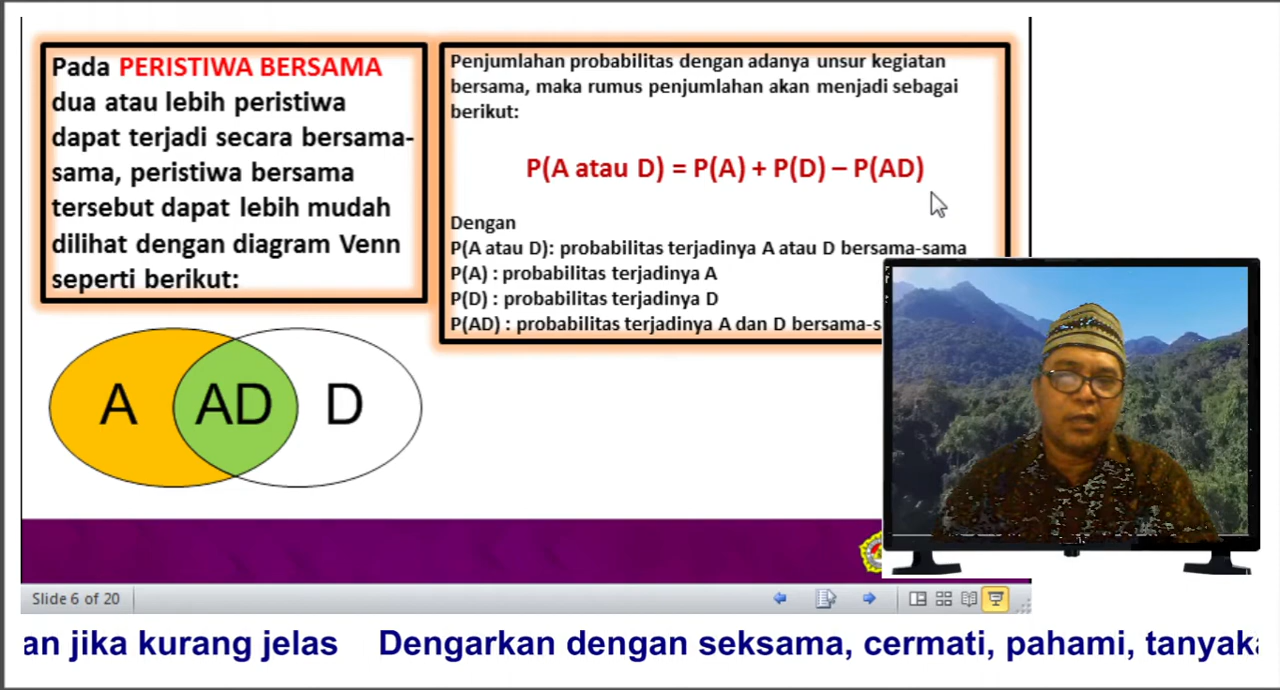 Pada PERISTIWA BERSAMA
dua atau lebih peristiwa
dapat terjadi secara bersama-
sama, peristiwa bersama
tersebut dapat lebih mudah
dilihat dengan diagram Venn
seperti berikut:
Penjumlahan probabilitas dengan adanya unsur kegiatan
bersama, maka rumus penjumlahan akan menjadi sebagai
berikut:
P(A atau D) = P(A) + P(D) – P(AD)
Dengan
P(A atau D): probabilitas terjadinya A atau D bersama-sama
P(A) : probabilitas terjadinya A
P(D) : probabilitas terjadinya D
P(AD) : probabilitas terjadinya A dan D bersama-s
A AD D
Slide 6 of 20
an jika kurang jelas Dengarkan dengan seksama, cermati, pahami, tanyaka